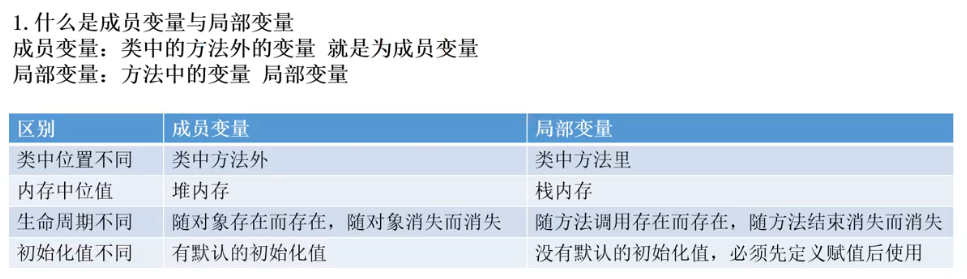 1.什么是成员变量与局部变量
成员变量：类中的方法外的变量 就是为成员变量
局部变量：方法中的变量 局部变量
区别 成员变量 局部变量
类中位置不同 类中方法外 类中方法里
内存中位值 堆内存 栈内存
生命周期不同 随对象存在而存在，随对象消失而消失 随方法调用存在而存在，随方法结束消失而消失
初始化值不同 有默认的初始化值 没有默认的初始化值，必须先定义赋值后使用